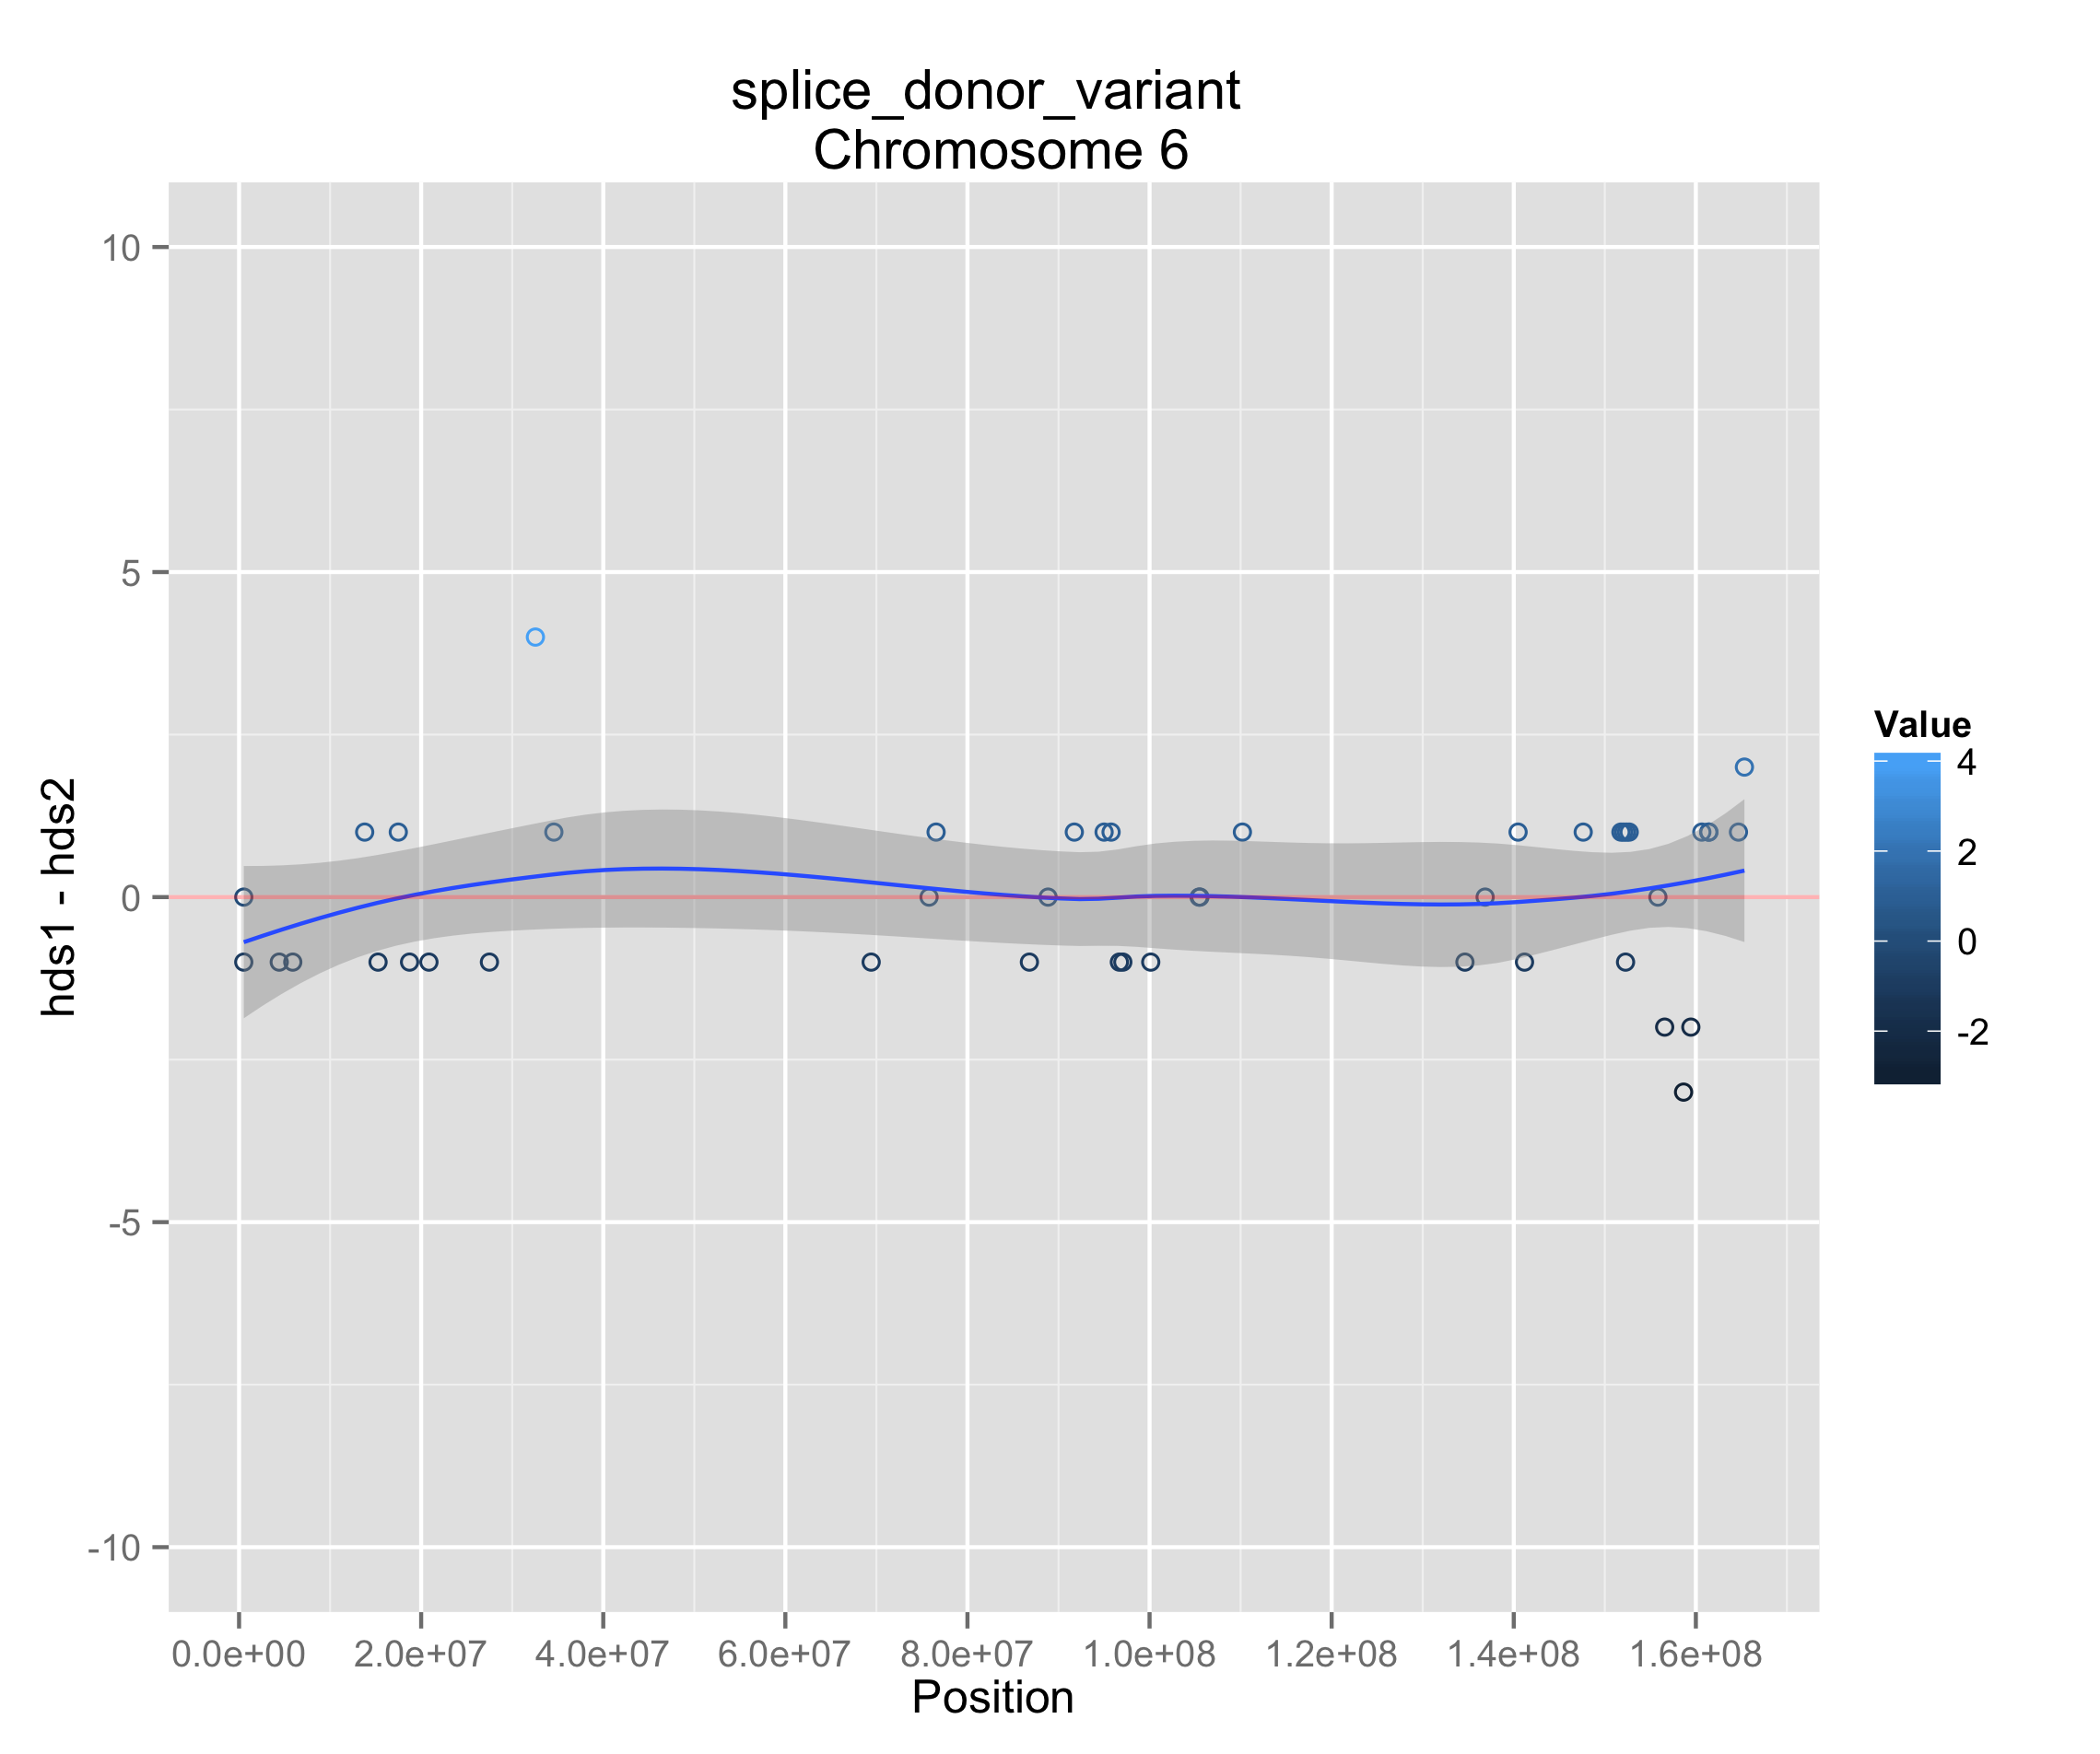 splice_donor_variant
Chromosome 6
10
5
0
-5
-10
hds1 - hds2
0.0e+00 2.0e+07 4.0e+07 6.0e+07 8.0e+07 1.0e+08 1.2e+08 1.4e+08 1.6e+08
Position
Value
4
2
0
-2